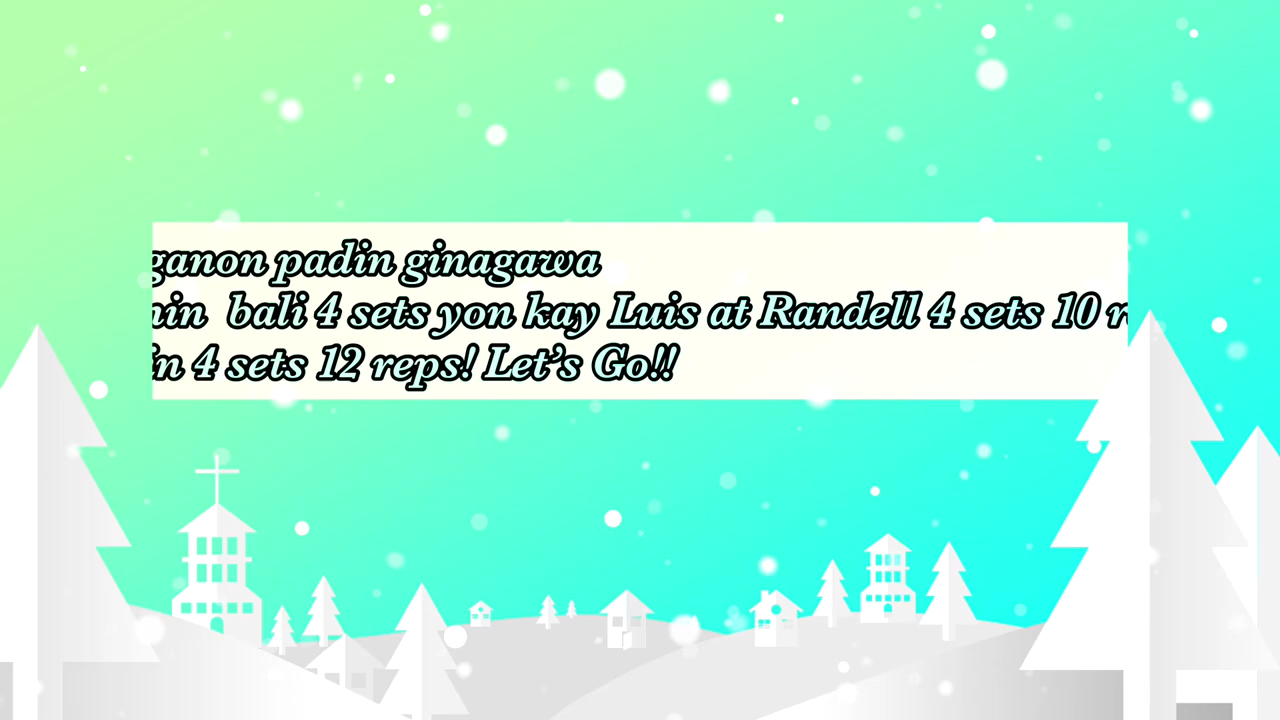 ganon padin ginagawa
bali 4 sets yon kay Luis at Randell 4 sets 10
4 sets 12 reps! Let's Go!!